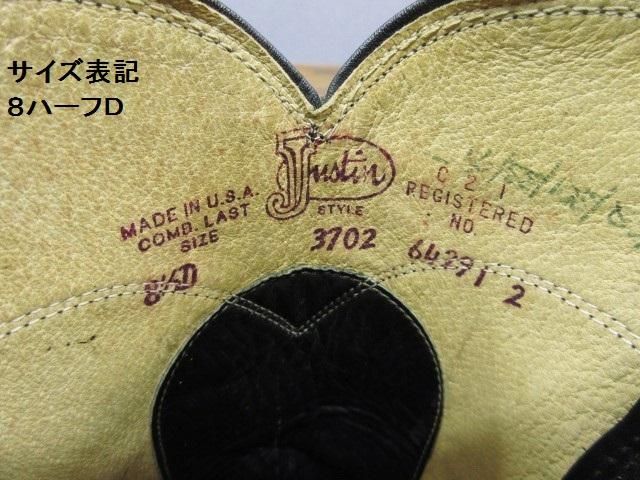 サイズ表記
8ハーフD
Justin
MADE IN U.S.A.
COMB. LAST
SIZE
8½D
STYLE
3702
C 2 1
REGISTERED
NO.
64291 2